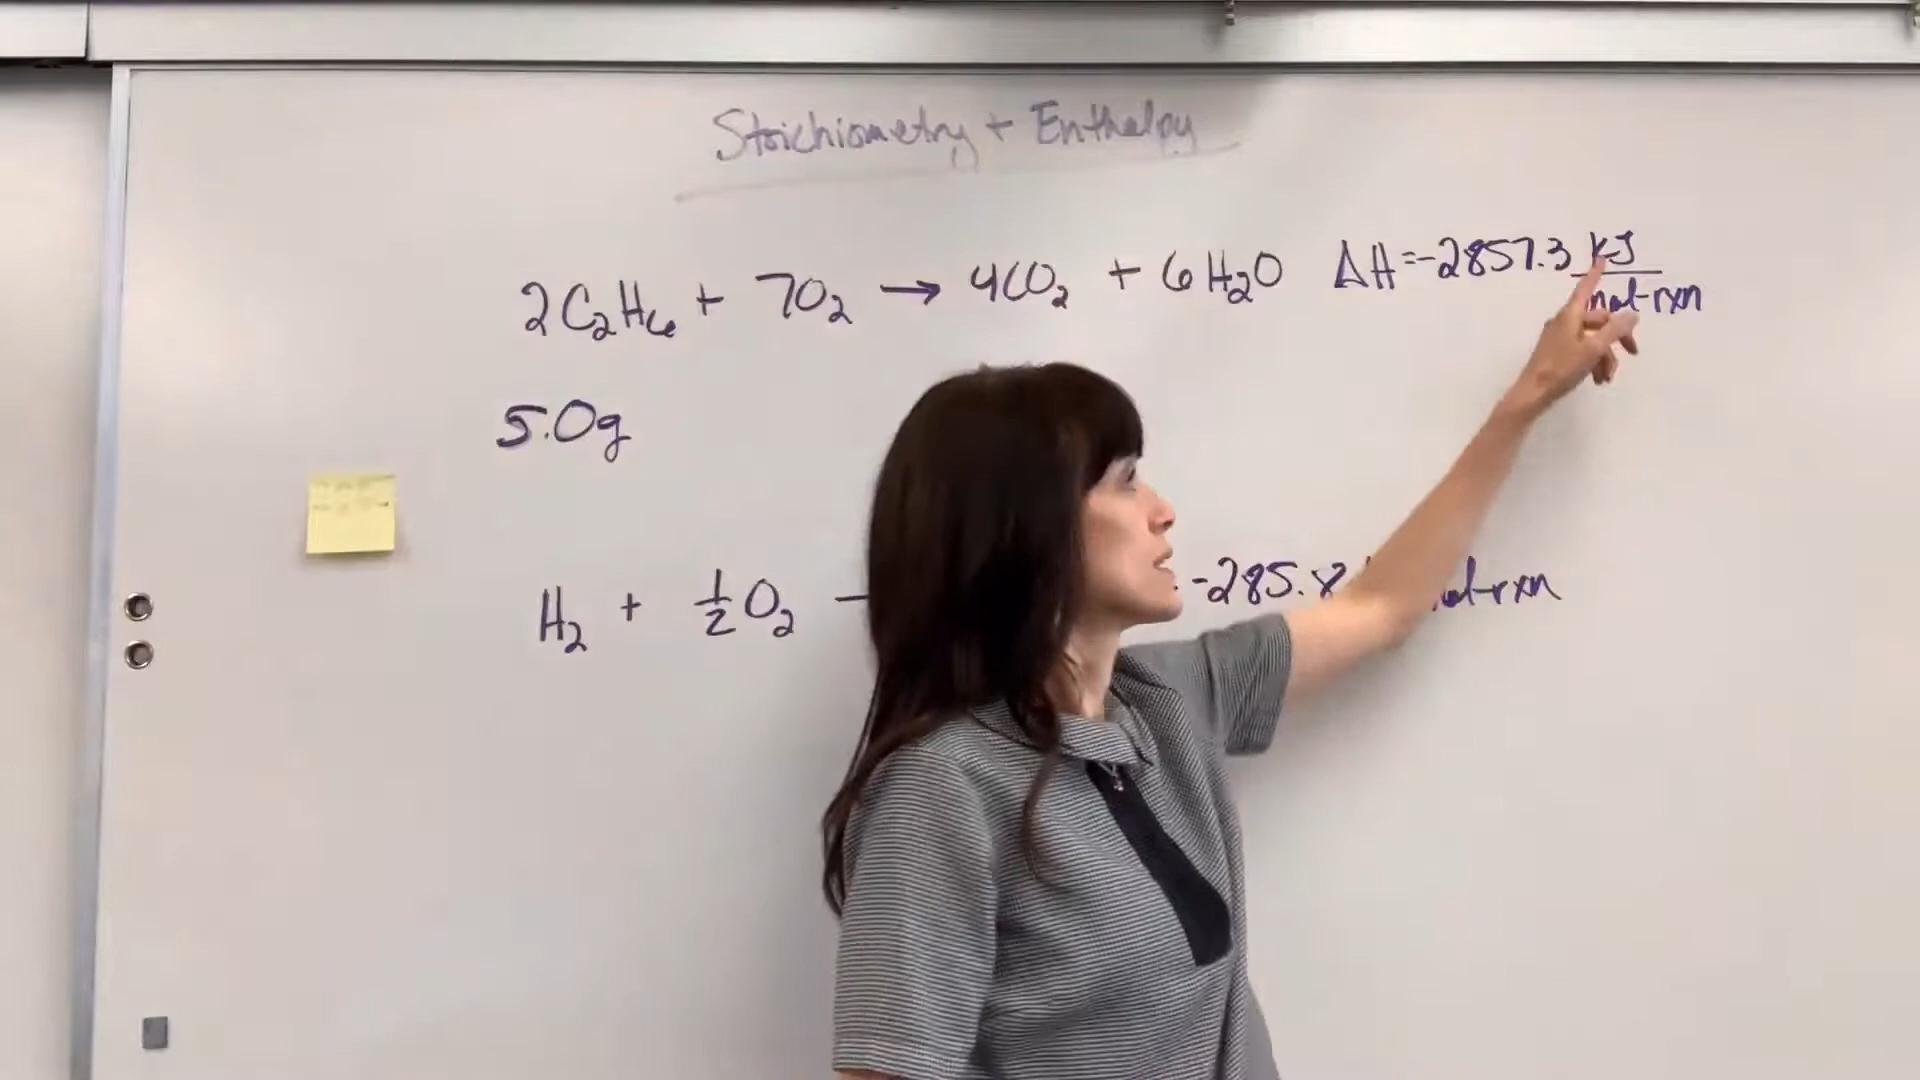 Stoichiometry + Enthalpy
2C₂H₆ + 7O₂ → 4CO₂ + 6H₂O ΔH = -2857.3 kJ/mol-rxn
5.0g
H₂ + ½O₂ -285.8 mol-rxn